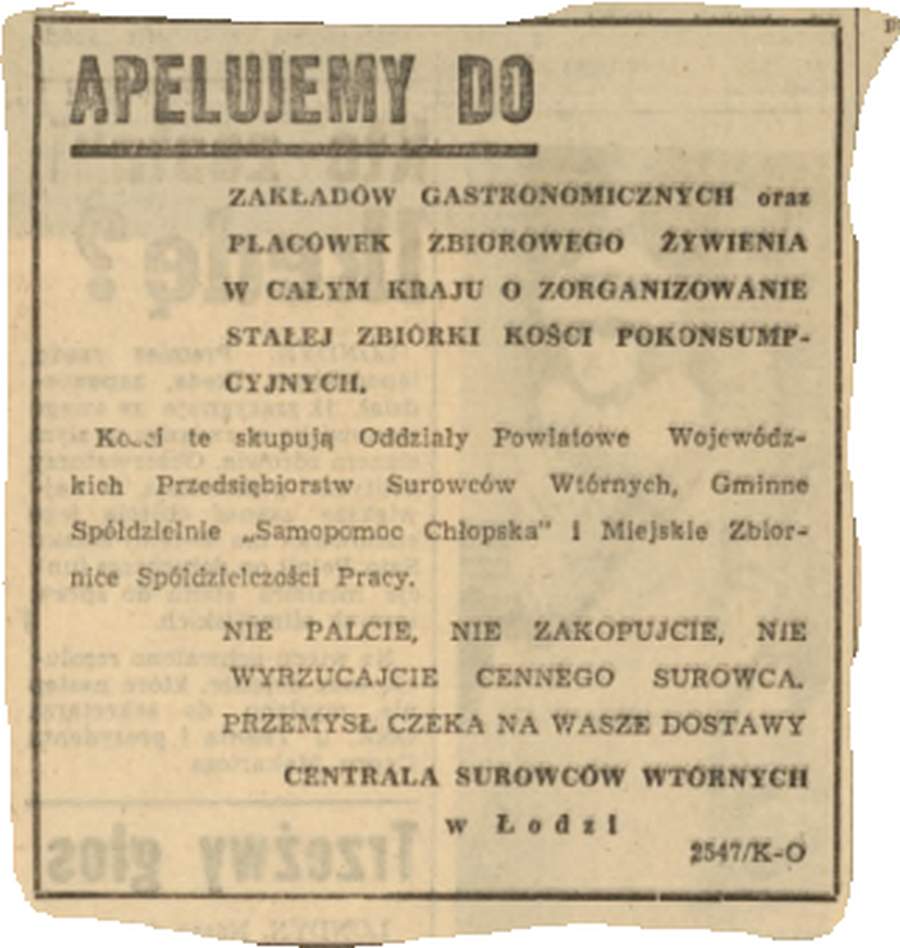 APELUJEMY DO
ZAKŁADÓW GASTRONOMICZNYCH oraz
PLACÓWEK ZBIOROWEGO ŻYWIENIA
W CAŁYM KRAJU O ZORGANIZOWANIE
STAŁEJ ZBIÓRKI KOŚCI POKONSUMP-
CYJNYCH.
Kości te skupują Oddziały Powiatowe Wojewódz-
kich Przedsiębiorstw Surowców Wtórnych, Gminne
Spółdzielnie „Samopomoc Chłopska" i Miejskie Zbior-
nice Spółdzielczości Pracy.
NIE PALCIE, NIE ZAKOPUJCIE, NIE
WYRZUCAJCIE CENNEGO SUROWCA.
PRZEMYSŁ CZEKA NA WASZE DOSTAWY
CENTRALA SUROWCÓW WTÓRNYCH
w Łodzi
2547/K-O